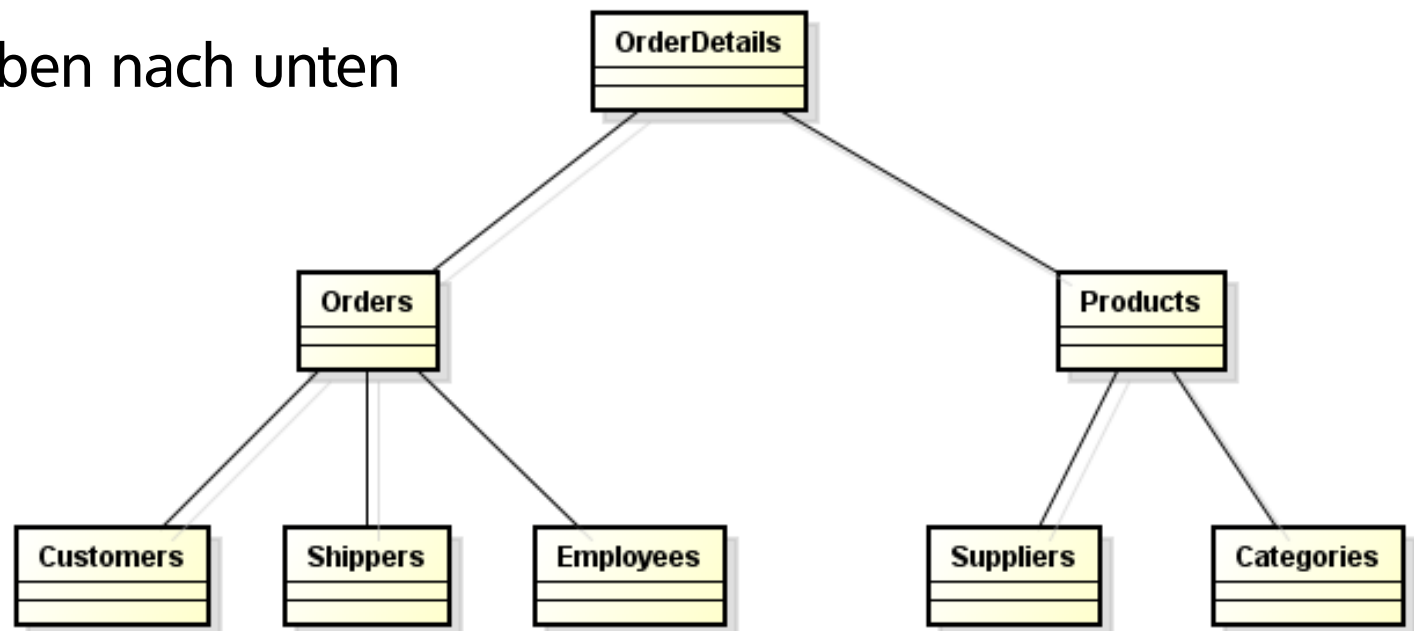 OrderDetails
ben nach unten
Orders
Products
Customers
Shippers
Employees
Suppliers
Categories